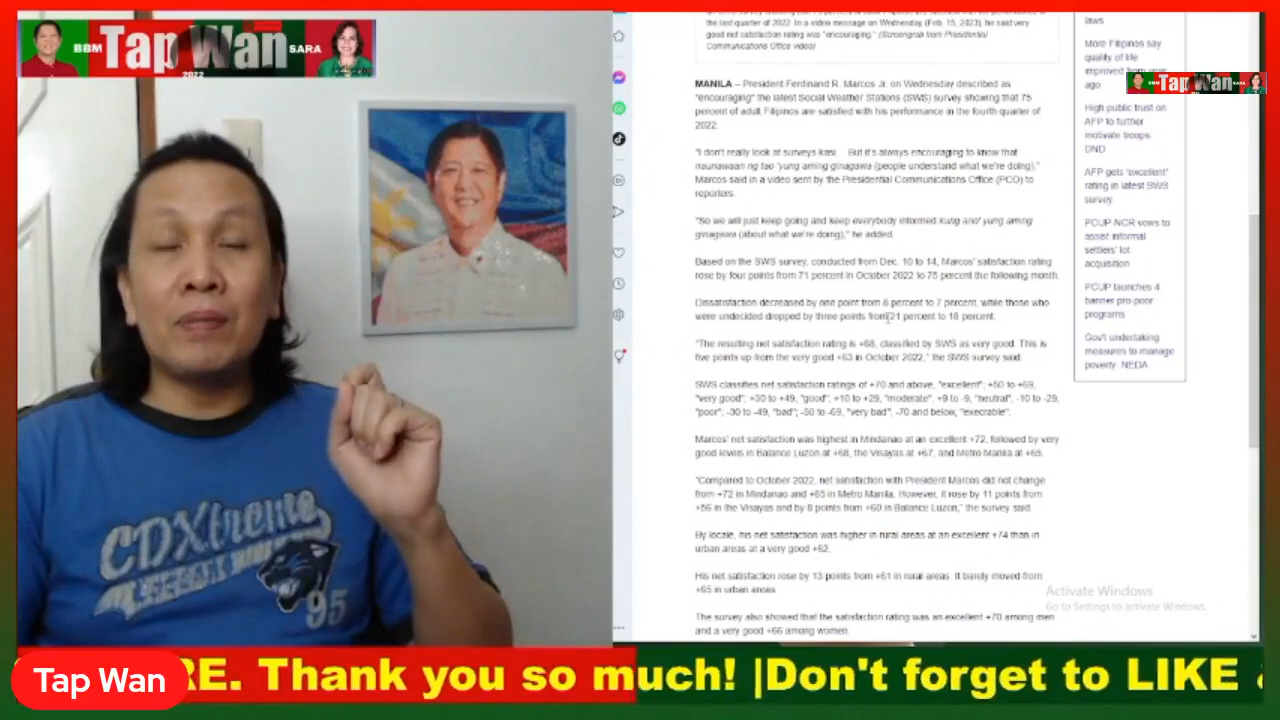 BBM Tap Wan SARA
2022
the last quarter of 2022. In a video message on Wednesday (Feb. 15, 2023), he said very
good net satisfaction rating was "encouraging." (Screengrab from Presidential
Communications Office video)
MANILA – President Ferdinand R. Marcos Jr. on Wednesday described as
"encouraging" the latest Social Weather Stations (SWS) survey showing that 75
percent of adult Filipinos are satisfied with his performance in the fourth quarter of
2022.
"I don't really look at surveys kasi. But it's always encouraging to know that
naunawaan ng tao 'yung aming ginagawa (people understand what we're doing),"
Marcos said in a video sent by the Presidential Communications Office (PCO) to
reporters.
"So we will just keep going and keep everybody informed kung ano' yung aming
ginagawa (about what we're doing)," he added.
Based on the SWS survey, conducted from Dec. 10 to 14, Marcos' satisfaction rating
rose by four points from 71 percent in October 2022 to 75 percent the following month.
Dissatisfaction decreased by one point from 8 percent to 7 percent, while those who
were undecided dropped by three points from 21 percent to 18 percent.
"The resulting net satisfaction rating is +68, classified by SWS as very good. This is
five points up from the very good +63 in October 2022," the SWS survey said.
SWS classifies net satisfaction ratings of +70 and above, "excellent"; +50 to +69,
"very good"; +30 to +49, "good"; +10 to +29, "moderate", +9 to -9, "neutral", -10 to -29,
"poor"; -30 to -49, "bad"; -50 to -69, "very bad", -70 and below, "execrable".
Marcos' net satisfaction was highest in Mindanao at an excellent +72, followed by very
good levels in Balance Luzon at +68, the Visayas at +67, and Metro Manila at +65.
"Compared to October 2022, net satisfaction with President Marcos did not change
from +72 in Mindanao and +65 in Metro Manila. However, it rose by 11 points from
+56 in the Visayas and by 8 points from +60 in Balance Luzon," the survey said.
By locale, his net satisfaction was higher in rural areas at an excellent +74 than in
urban areas at a very good +62.
His net satisfaction rose by 13 points from +61 in rural areas. It barely moved from
+65 in urban areas.
The survey also showed that the satisfaction rating was an excellent +70 among men
and a very good +66 among women.
laws
More Filipinos say
quality of life
improved from year
ago
BBM Tap Wan SARA
High public trust on
AFP to further
motivate troops:
DND
AFP gets 'excellent'
rating in latest SWS
survey
PCUP-NCR vows to
assist informal
settlers' lot
acquisition
PCUP launches 4
banner pro-poor
programs
Gov't undertaking
measures to manage
poverty: NEDA
Activate Windows
Go to Settings to activate Windows.
CDXtreme
95
Tap Wan
RE. Thank you so much! |Don't forget to LIKE